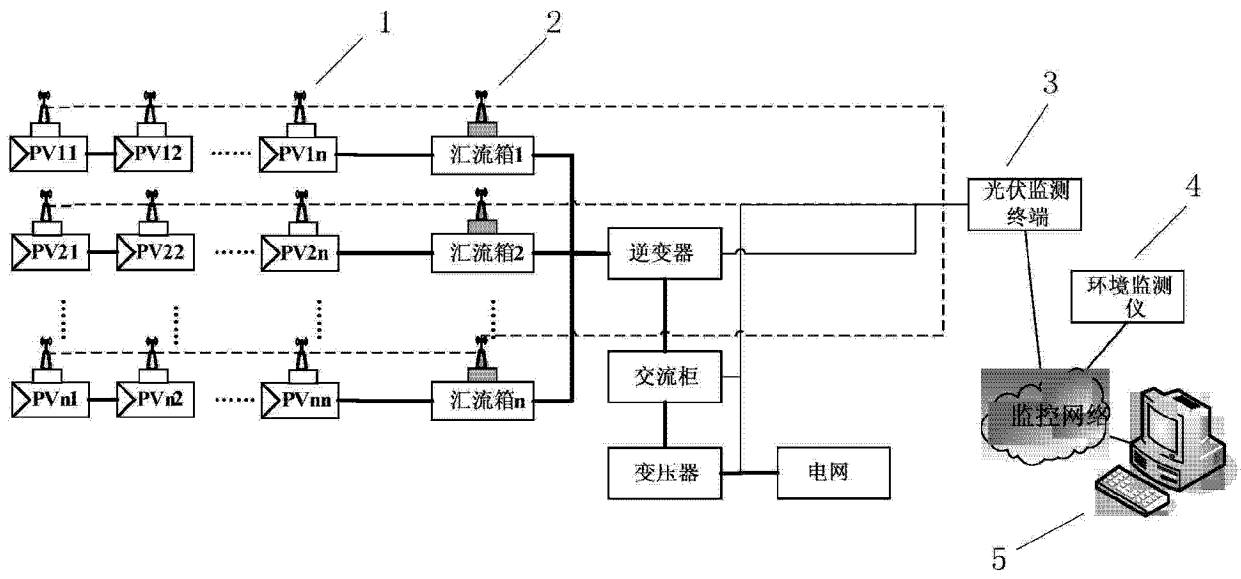 1
2
3
4
PV11
PV12
······
PV1n
汇流箱1
光伏监测
终端
PV21
PV22
······
PV2n
汇流箱2
逆变器
环境监测
仪
PVn1
PVn2
······
PVnn
汇流箱n
交流柜
监控网络
变压器
电网
5